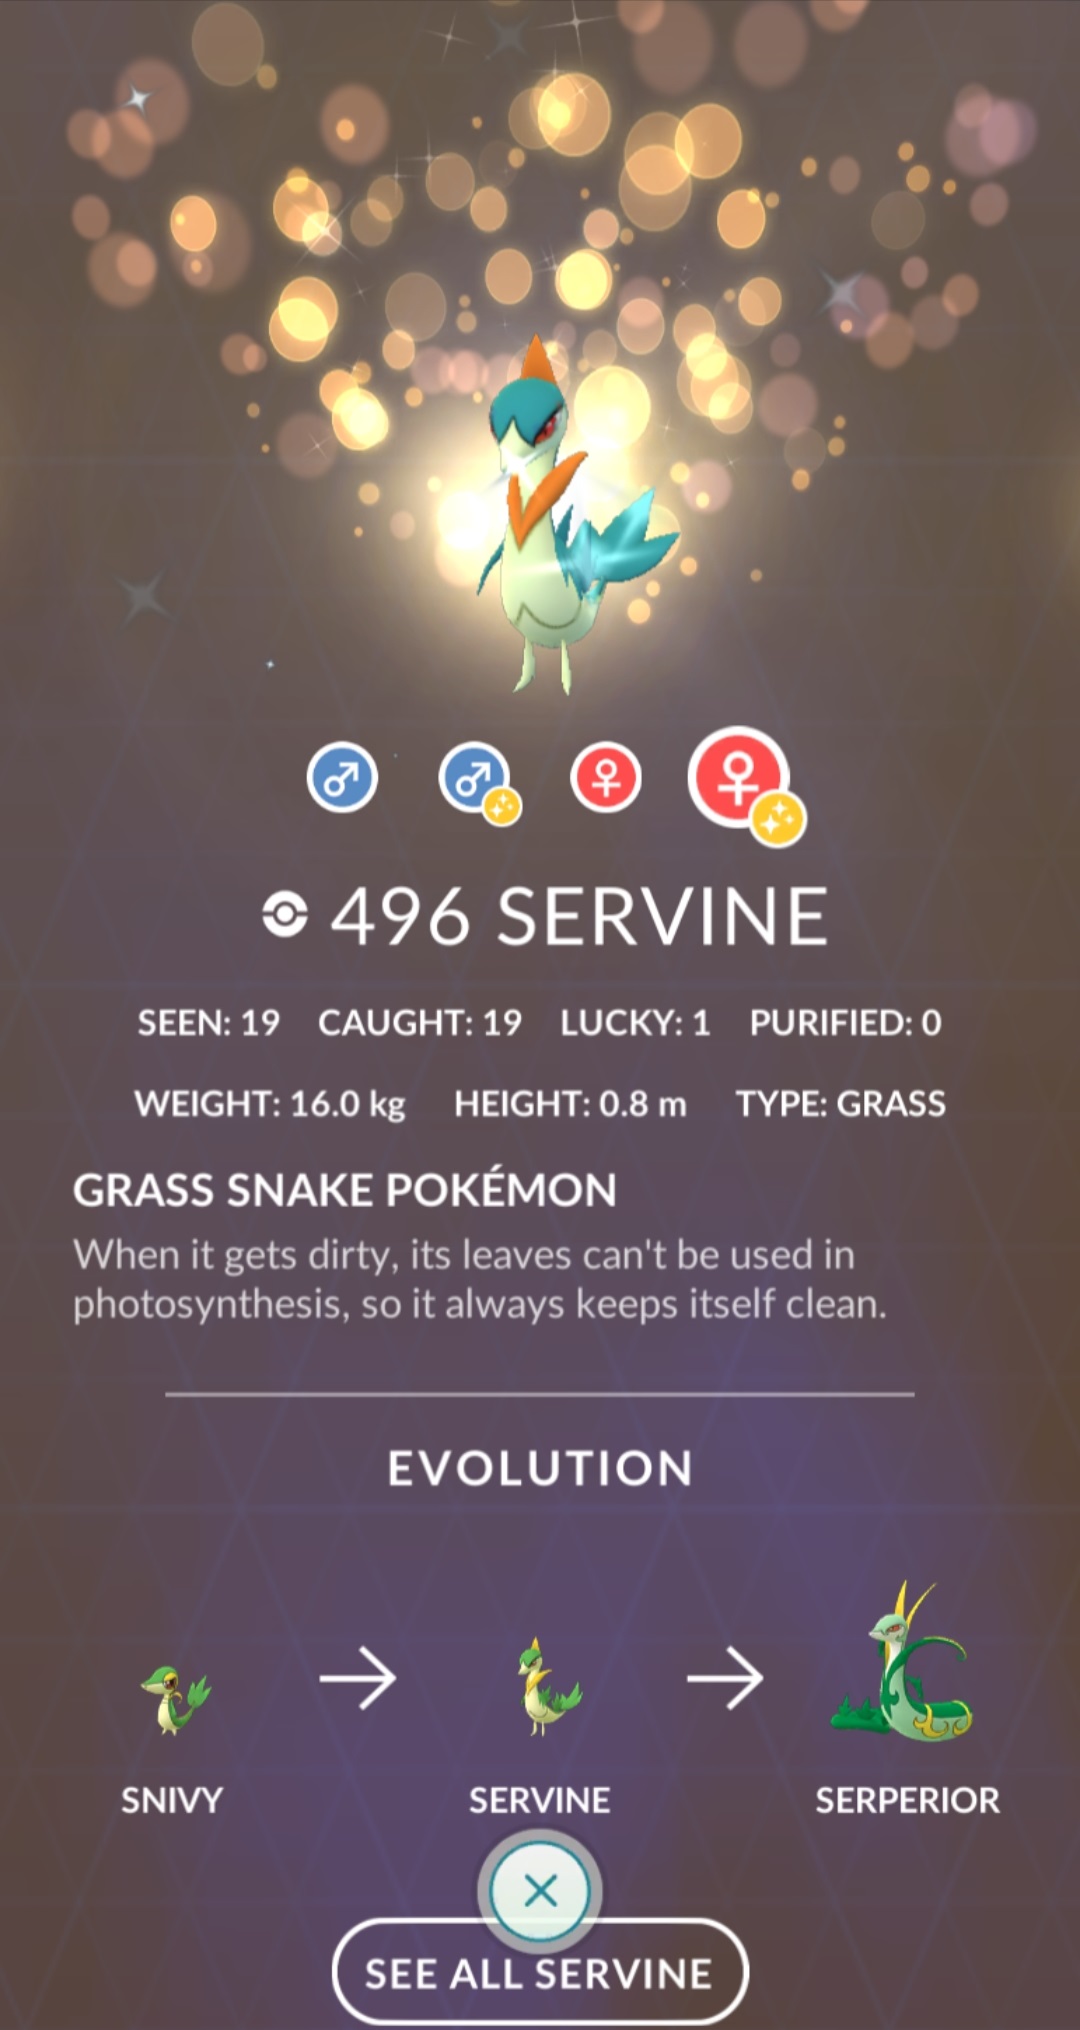 496 SERVINE
SEEN: 19 CAUGHT: 19 LUCKY: 1 PURIFIED: 0
WEIGHT: 16.0 kg HEIGHT: 0.8 m TYPE: GRASS
GRASS SNAKE POKÉMON
When it gets dirty, its leaves can't be used in
photosynthesis, so it always keeps itself clean.
EVOLUTION
SNIVY SERVINE SERPERIOR
SEE ALL SERVINE